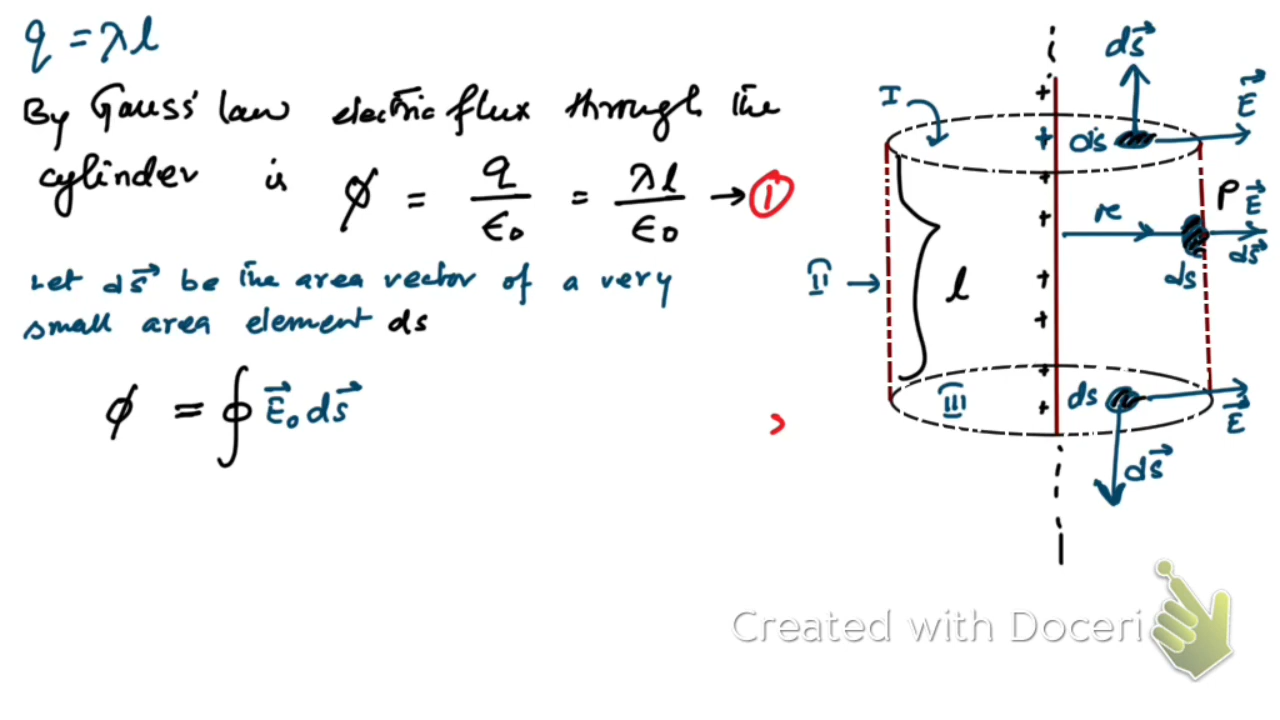 q = λl
By Gauss' law electric flux through the
cylinder is ϕ = q/ϵ₀ = λl/ϵ₀ → ①
Let ds⃗ be the area vector of a very
small area element ds
ϕ = ∮ E⃗ . ds⃗
ds⃗
I
E⃗
ds
P
E⃗
r
ds⃗
ds
II →
l
III
ds
E⃗
ds⃗
+ + + + + + + +
Created with Doceri